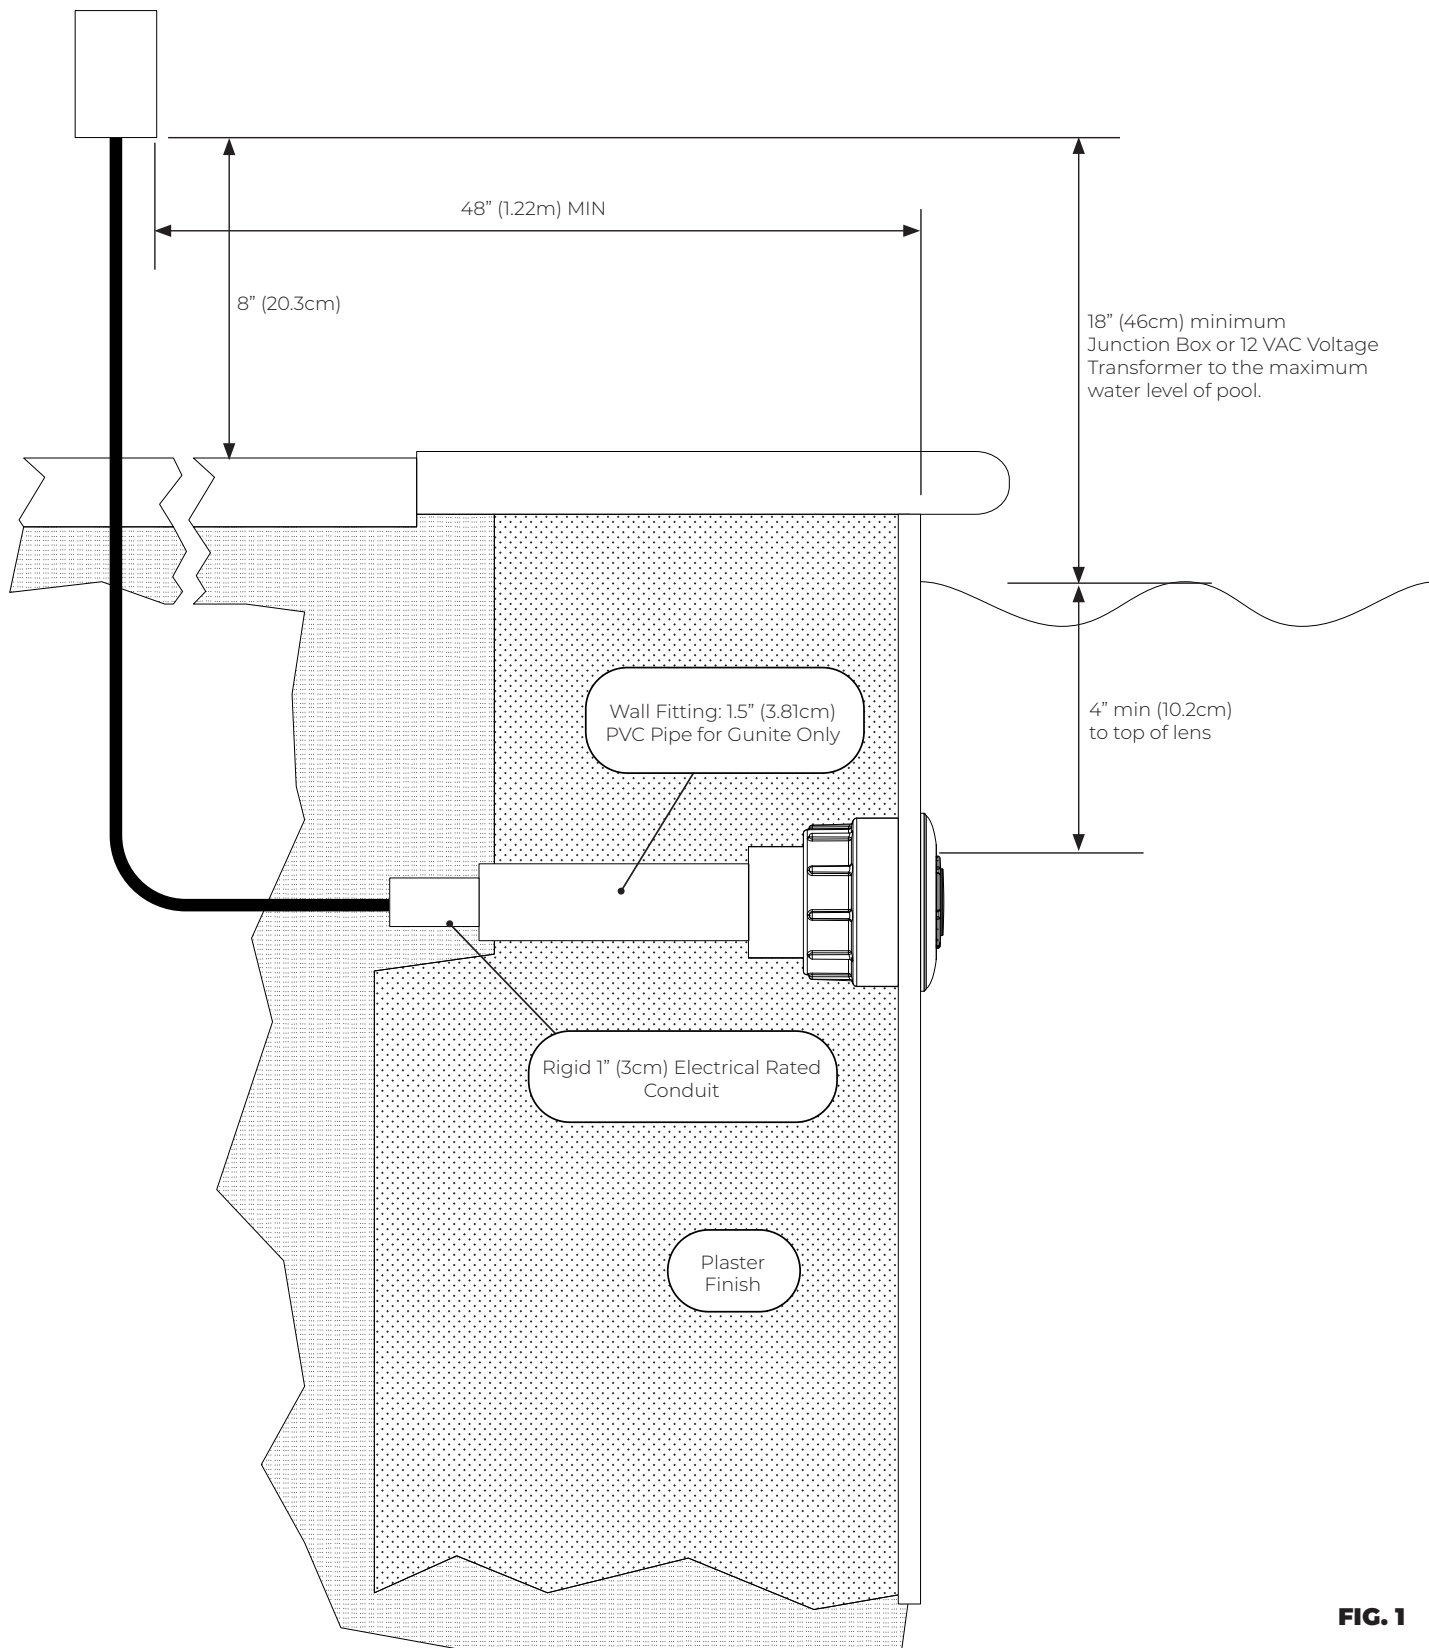 48” (1.22m) MIN
8” (20.3cm)
18” (46cm) minimum
Junction Box or 12 VAC Voltage
Transformer to the maximum
water level of pool.
Wall Fitting: 1.5” (3.81cm)
PVC Pipe for Gunite Only
4” min (10.2cm)
to top of lens
Rigid 1” (3cm) Electrical Rated
Conduit
Plaster
Finish
FIG. 1